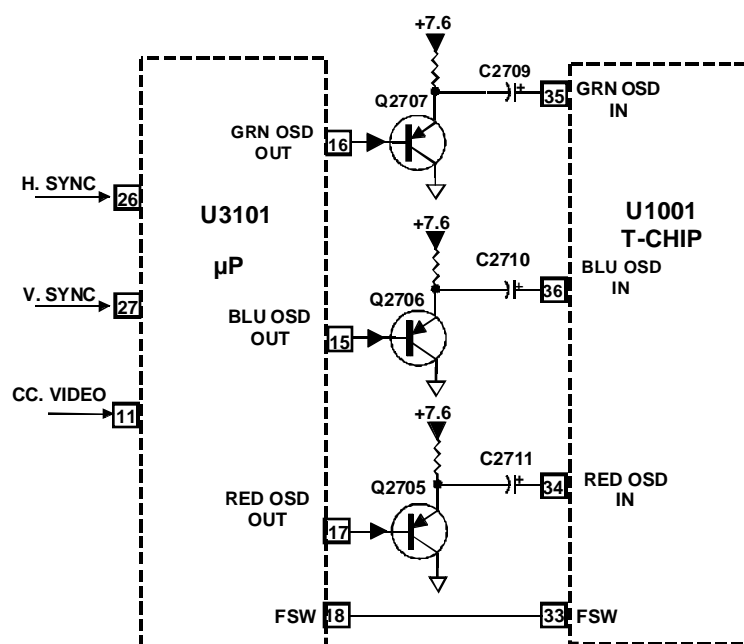 +7.6
C2709
Q2707
35
GRN OSD
IN
GRN OSD
OUT
16
H. SYNC
26
U3101
µP
U1001
T-CHIP
+7.6
C2710
BLU OSD
IN
36
Q2706
V. SYNC
27
BLU OSD
OUT
15
CC. VIDEO
11
+7.6
C2711
Q2705
34
RED OSD
IN
RED OSD
OUT
17
FSW
18
33
FSW